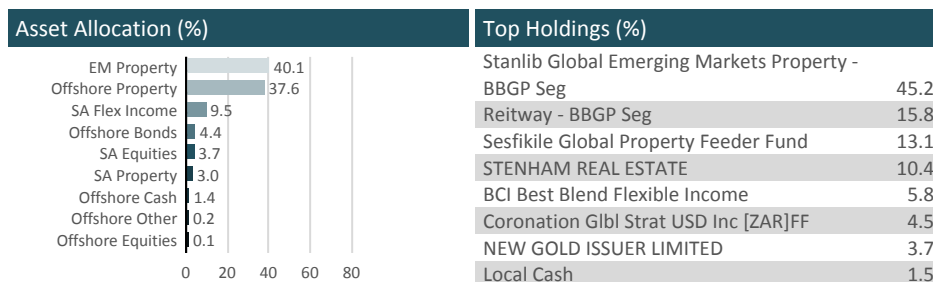 Asset Allocation (%)
EM Property 40.1
Offshore Property 37.6
SA Flex Income 9.5
Offshore Bonds 4.4
SA Equities 3.7
SA Property 3.0
Offshore Cash 1.4
Offshore Other 0.2
Offshore Equities 0.1
0 20 40 60 80
Top Holdings (%)
Stanlib Global Emerging Markets Property -
BBGP Seg 45.2
Reitway - BBGP Seg 15.8
Sesfikile Global Property Feeder Fund 13.1
STENHAM REAL ESTATE 10.4
BCI Best Blend Flexible Income 5.8
Coronation Glbl Strat USD Inc [ZAR]FF 4.5
NEW GOLD ISSUER LIMITED 3.7
Local Cash 1.5